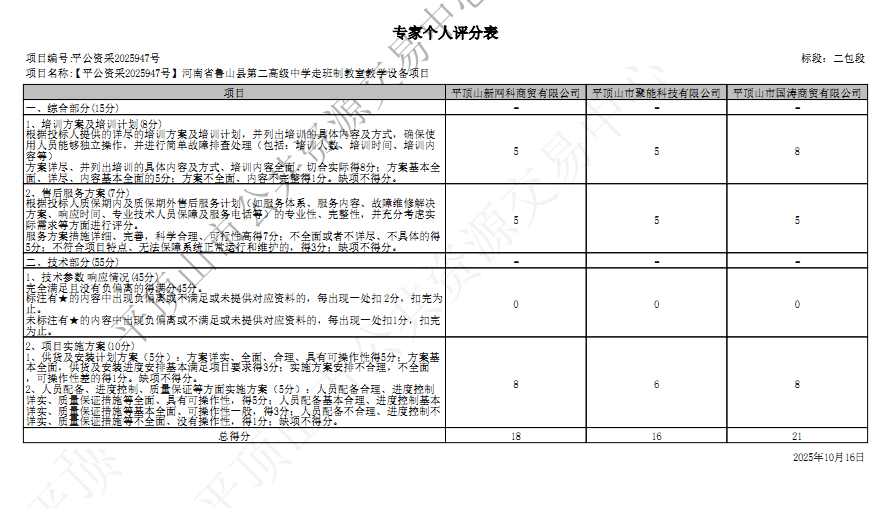 专家个人评分表
项目编号:平公资采2025947号
标段: 二包段
项目名称:【平公资采2025947号】河南省鲁山县第二高级中学走班制教室教学设备项目
项目 平顶山新网科商贸有限公司 平顶山市聚能科技有限公司 平顶山市国涛商贸有限公司
一、综合部分(15分) - - -
1、培训方案及培训计划(8分)
根据投标人提供的详尽的培训方案及培训计划，并列出培训的具体内容及方式，确保使
用人员能够独立操作，并进行简单故障排查处理（包括：培训人数、培训时间、培训内
容等）
方案详尽、并列出培训的具体内容及方式、培训内容全面，切合实际得8分；方案基本全
面、详尽、内容基本全面的5分；方案不全面、内容不完整得1分。缺项不得分。
5 5 8
2、售后服务方案(7分)
根据投标人质保期内及质保期外售后服务计划（如服务体系、服务内容、故障维修解决
方案、响应时间、专业技术人员保障及服务电话等）的专业性、完整性，并充分考虑实
际需求等方面进行评分。
服务方案措施详细、完善，科学合理、可行性高得7分；不全面或者不详尽、不具体的得
5分；不符合项目特点、无法保障系统正常运行和维护的，得3分；缺项不得分。
5 5 5
二、技术部分(55分) - - -
1、技术参数 响应情况(45分)
完全满足且没有负偏离的得满分45分。
标注有★的内容中出现负偏离或不满足或未提供对应资料的，每出现一处扣 2分，扣完为
止。
未标注有★的内容中出现负偏离或不满足或未提供对应资料的，每出现一处扣1分，扣完
为止。
0 0 0
2、项目实施方案(10分)
1、供货及安装计划方案（5分）：方案详实、全面、合理、具有可操作性得5分；方案基
本全面，供货及安装进度安排基本满足项目要求得3分；实施方案安排不合理，不全面
，可操作性差的得1分。缺项不得分。
2、人员配备、进度控制、质量保证等方面实施方案（5分）：人员配备合理、进度控制
详实、质量保证措施等全面、具有可操作性，得5分；人员配备基本合理、进度控制基本
详实、质量保证措施等基本全面、可操作性一般，得3分；人员配备不合理、进度控制不
详实、质量保证措施等不全面、没有操作性，得1分；缺项不得分。
8 6 8
总得分 18 16 21
2025年10月16日
平顶山市公共资源交易中心